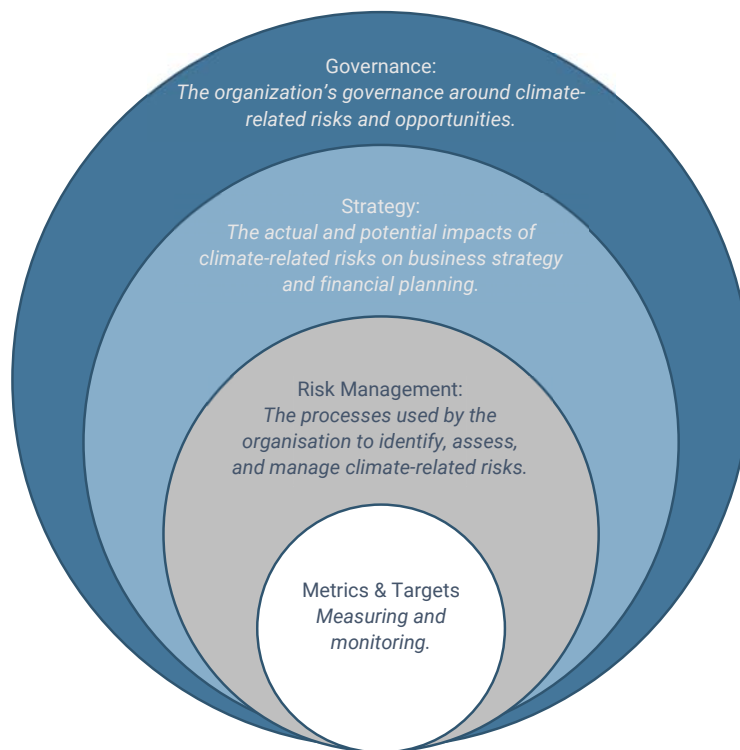 Governance:
The organization’s governance around climate-
related risks and opportunities.
Strategy:
The actual and potential impacts of
climate-related risks on business strategy
and financial planning.
Risk Management:
The processes used by the
organisation to identify, assess,
and manage climate-related risks.
Metrics & Targets
Measuring and
monitoring.